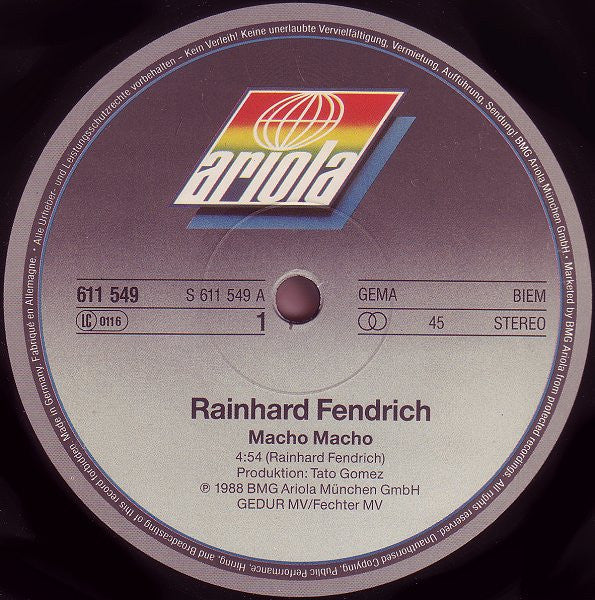 Alle Urheber- und Leistungsschutzrechte vorbehalten – Kein Verleih! Keine unerlaubte Vervielfältigung, Vermietung, Aufführung, Sendung! BMG Ariola München GmbH • Marketed by BMG Ariola from protected recordings. All rights reserved. Unauthorised Copying, Public Performance, Hiring, and Broadcasting of this record forbidden. Made in Germany. Fabriqué en Allemagne. •
ariola
611 549 S 611 549 A GEMA BIEM
LC 0116 1 45 STEREO
Rainhard Fendrich
Macho Macho
4:54 (Rainhard Fendrich)
Produktion: Tato Gomez
℗ 1988 BMG Ariola München GmbH
GEDUR MV/Fechter MV